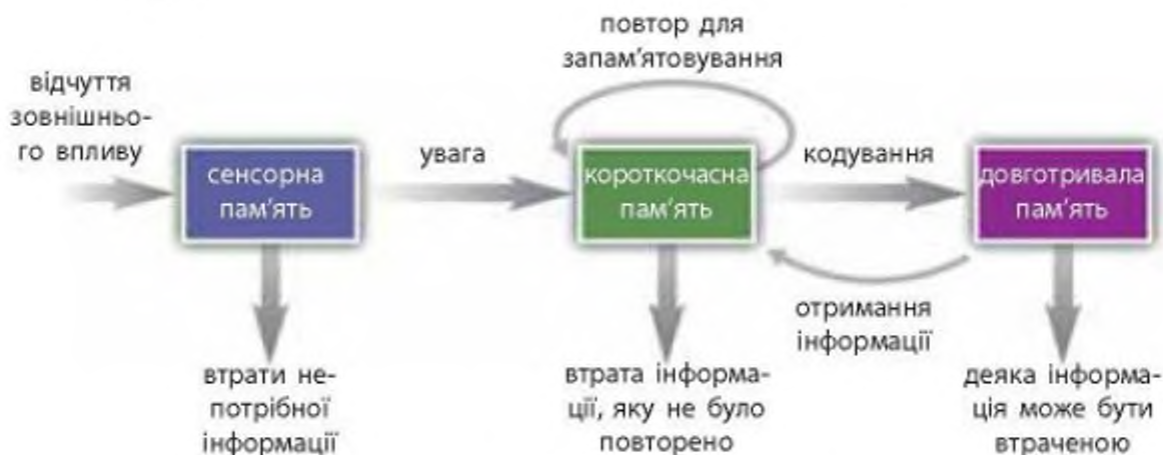 повтор для
запам'ятовування
відчуття
зовнішньо-
го впливу
сенсорна
пам'ять
увага
короткочасна
пам'ять
кодування
довготривала
пам'ять
отримання
інформації
втрати не-
потрібної
інформації
втрата інформа-
ції, яку не було
повторено
деяка інформа-
ція може бути
втраченою